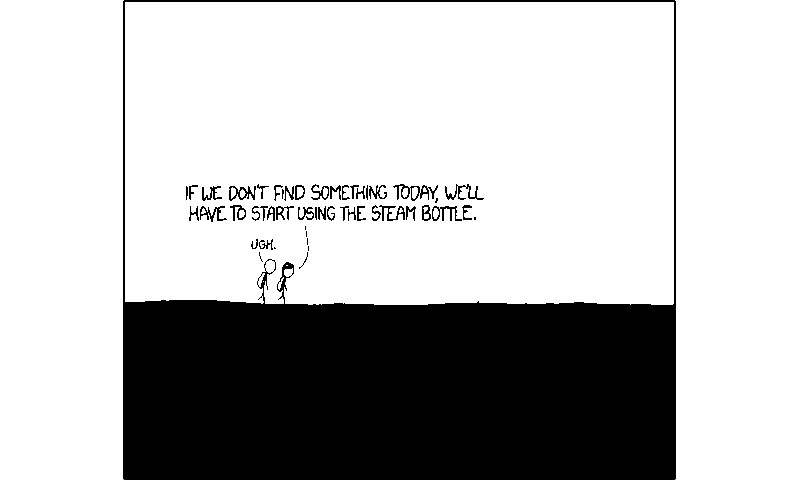 IF WE DON'T FIND SOMETHING TODAY, WE'LL
HAVE TO START USING THE STEAM BOTTLE.
UGH.